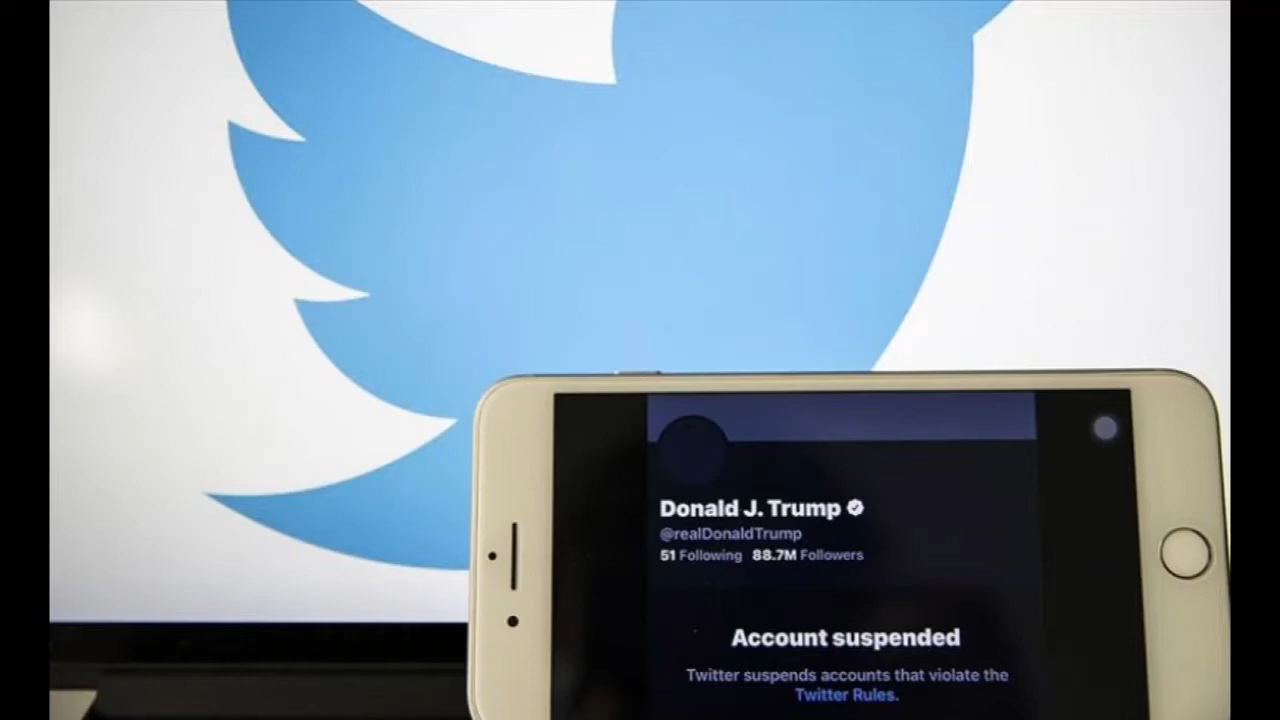 Donald J. Trump
@realDonaldTrump
51 Following 88.7M Followers
Account suspended
Twitter suspends accounts that violate the
Twitter Rules.